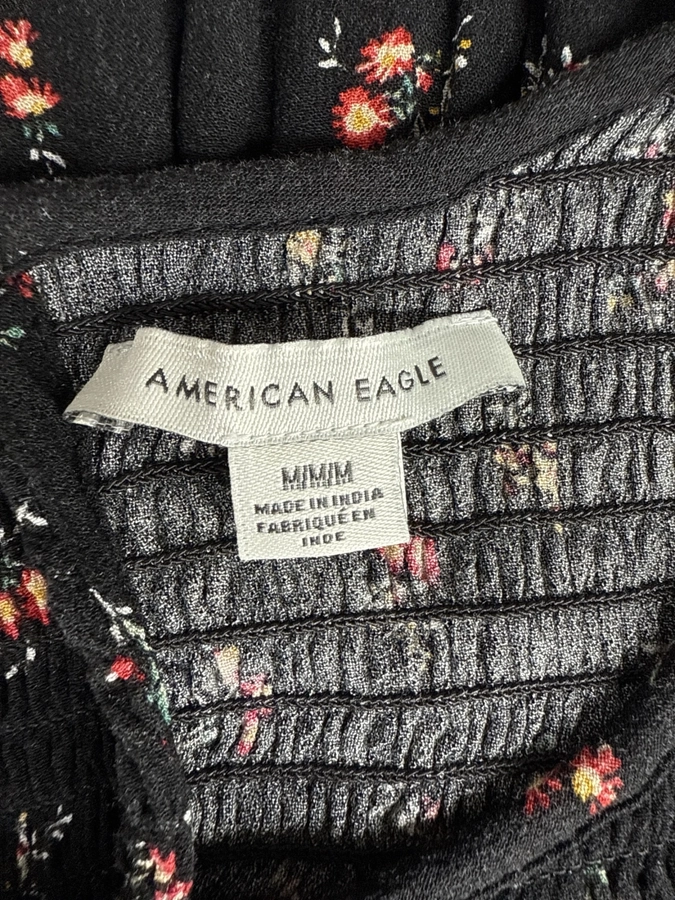 AMERICAN EAGLE
M/M/M
MADE IN INDIA
FABRIQUÉ EN
INDE